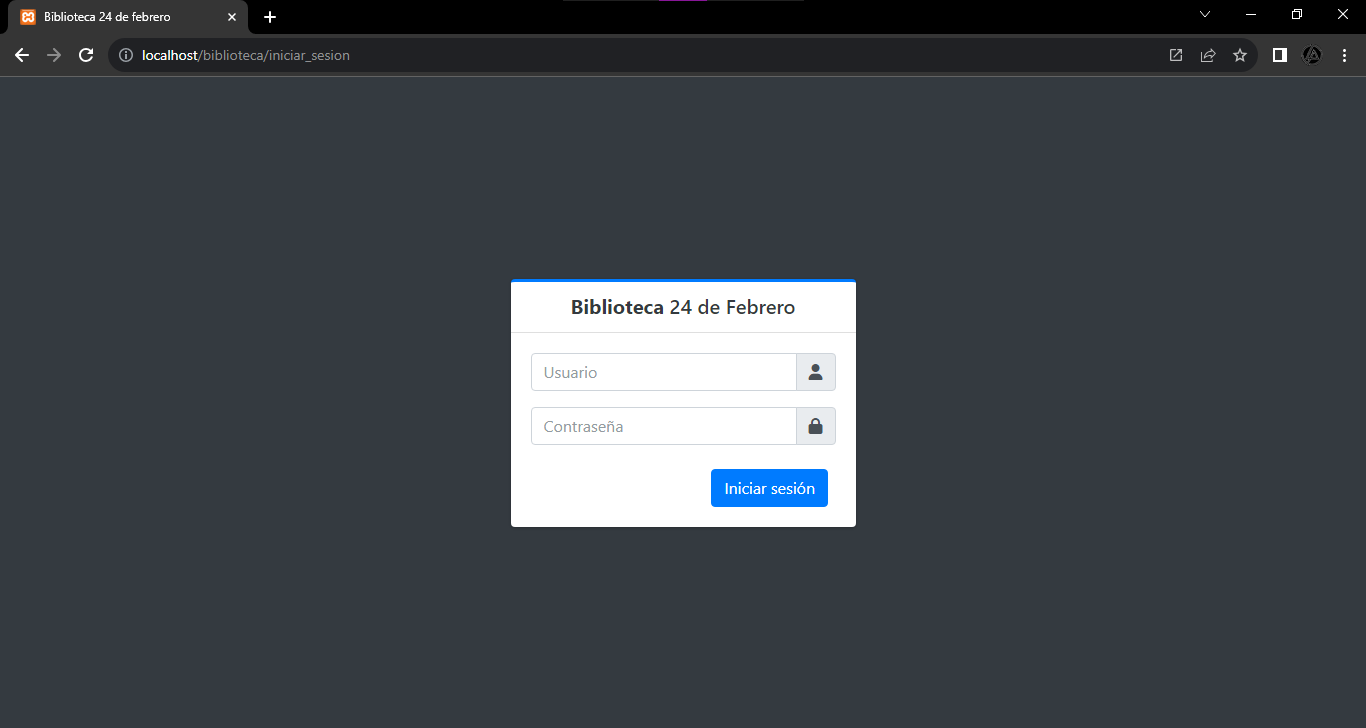 Biblioteca 24 de febrero
localhost/biblioteca/iniciar_sesion
Biblioteca 24 de Febrero
Usuario
Contraseña
Iniciar sesión